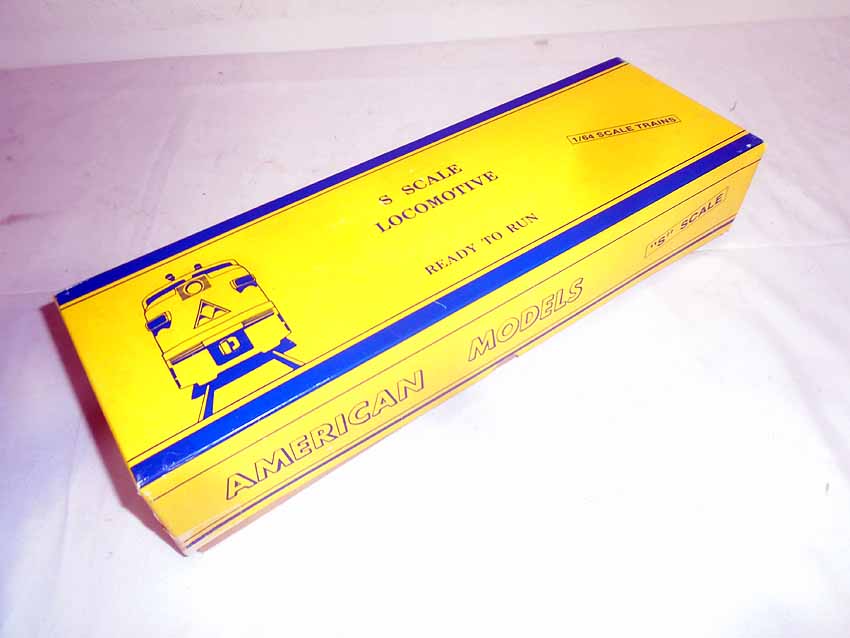 S SCALE
LOCOMOTIVE
READY TO RUN
1/64 SCALE TRAINS
AMERICAN MODELS
"S" SCALE